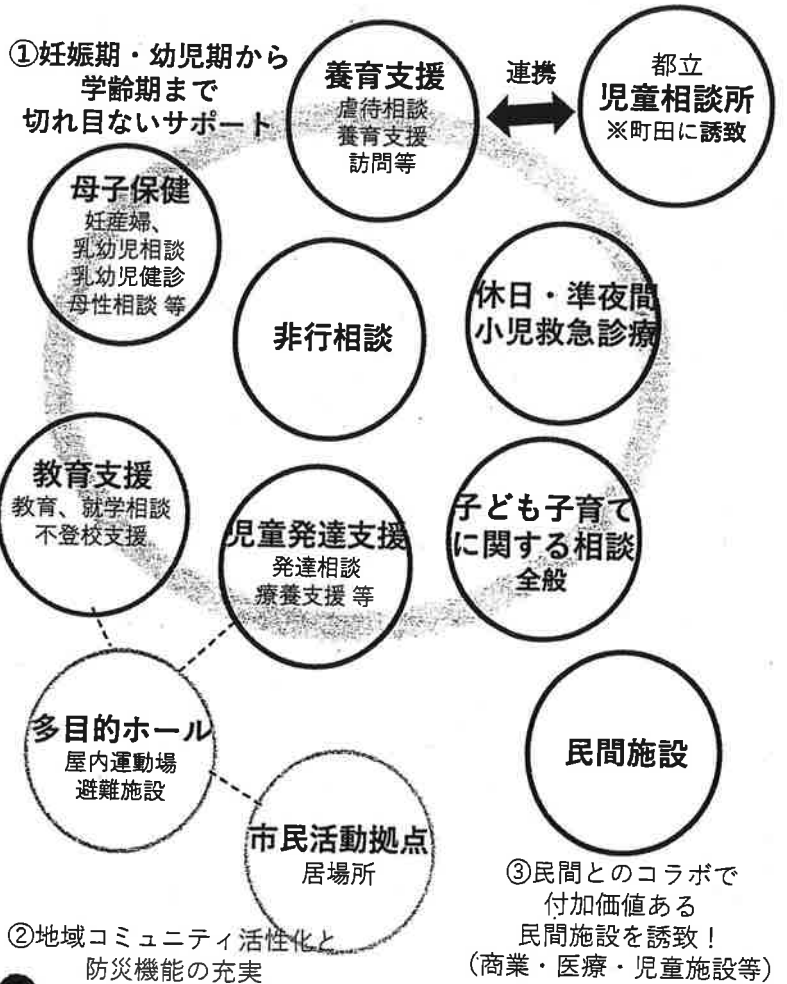 ①妊娠期・幼児期から
学齢期まで
切れ目ないサポート
養育支援
虐待相談
養育支援
訪問等
連携
都立
児童相談所
※町田に誘致
母子保健
妊産婦、
乳幼児相談
乳幼児健診
母性相談 等
非行相談
休日・準夜間
小児救急診療
教育支援
教育、就学相談
不登校支援
児童発達支援
発達相談
療養支援 等
子ども子育て
に関する相談
全般
多目的ホール
屋内運動場
避難施設
市民活動拠点
居場所
②地域コミュニティ活性化と
防災機能の充実
民間施設
③民間とのコラボで
付加価値ある
民間施設を誘致！
(商業・医療・児童施設等)